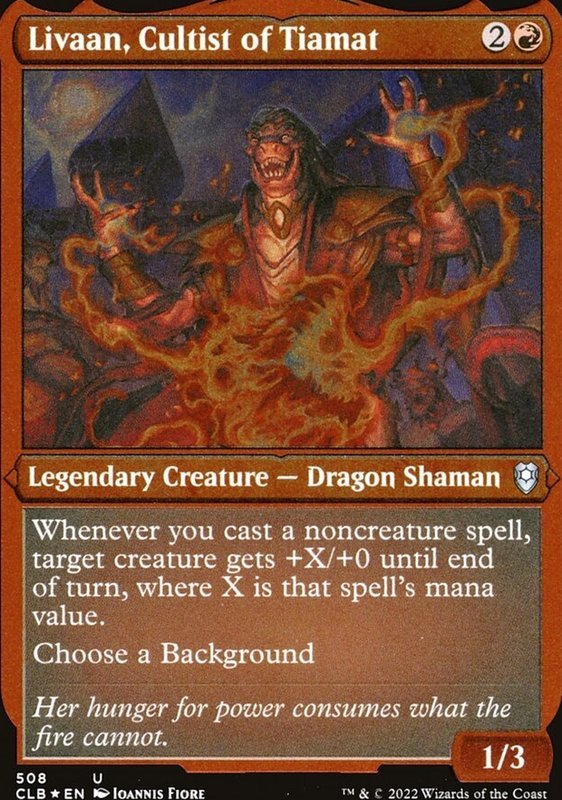 Livaan, Cultist of Tiamat 2
Legendary Creature — Dragon Shaman
Whenever you cast a noncreature spell,
target creature gets +X/+0 until end
of turn, where X is that spell's mana
value.
Choose a Background
Her hunger for power consumes what the
fire cannot.
1/3
508 U
CLB ★ EN Ioannis Fiore
™ & © 2022 Wizards of the Coast